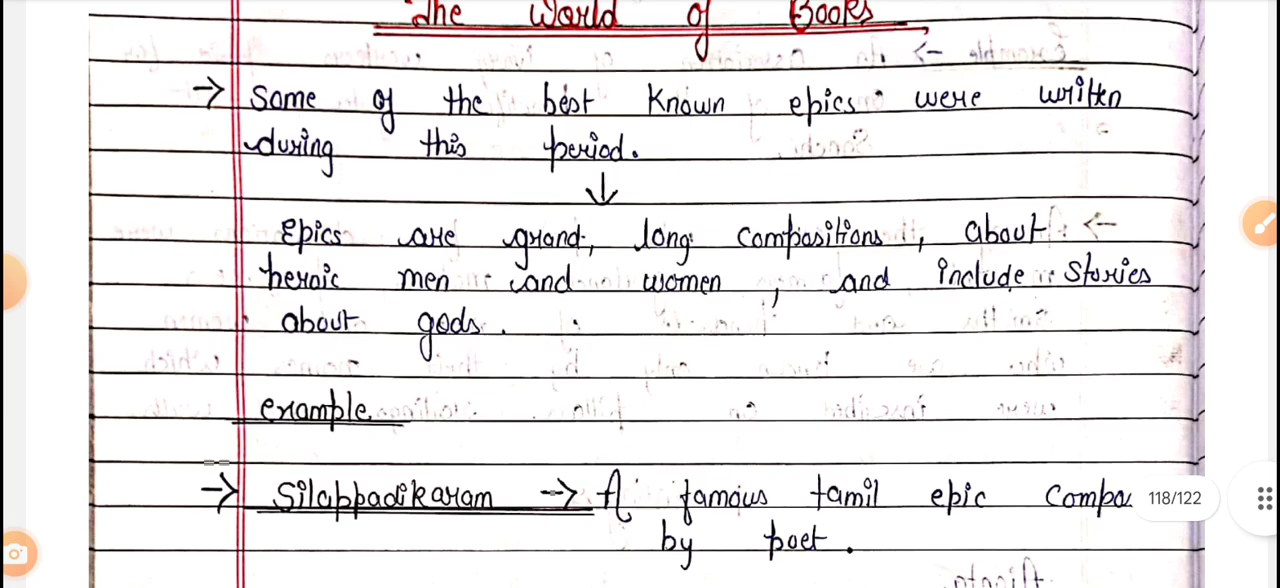 The World of Books
→ Some of the best known epics were written
during this period.
↓
Epics are grand, long compositions, about
heroic men and women, and include stories
about gods.
example
→ Silappadikaram → A famous tamil epic
by poet.
118/122